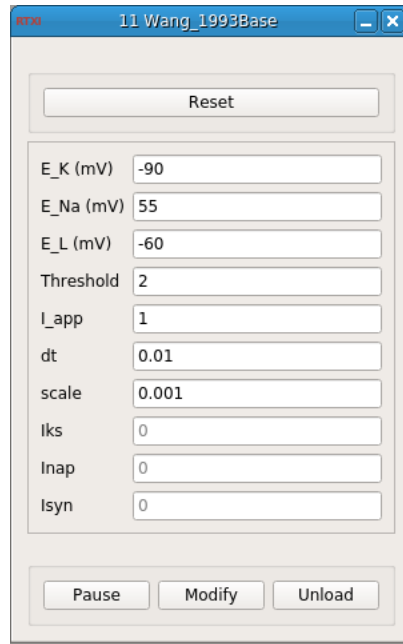 RTXI 11 Wang_1993Base
Reset
E_K (mV) -90
E_Na (mV) 55
E_L (mV) -60
Threshold 2
I_app 1
dt 0.01
scale 0.001
Iks 0
Inap 0
Isyn 0
Pause Modify Unload